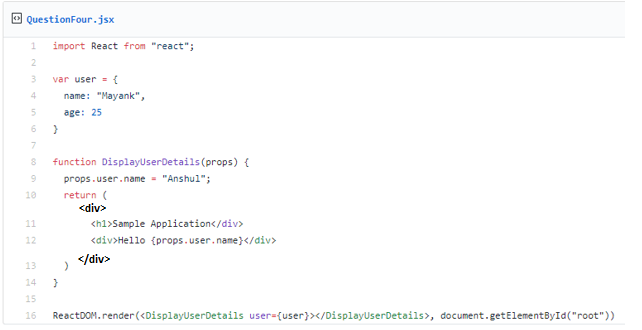 QuestionFour.jsx
1 import React from "react";
2
3 var user = {
4 name: "Mayank",
5 age: 25
6 }
7
8 function DisplayUserDetails(props) {
9 props.user.name = "Anshul";
10 return (
<div>
11 <h1>Sample Application</div>
12 <div>Hello {props.user.name}</div>
</div>
13 )
14 }
15
16 ReactDOM.render(<DisplayUserDetails user={user}></DisplayUserDetails>, document.getElementById("root"))